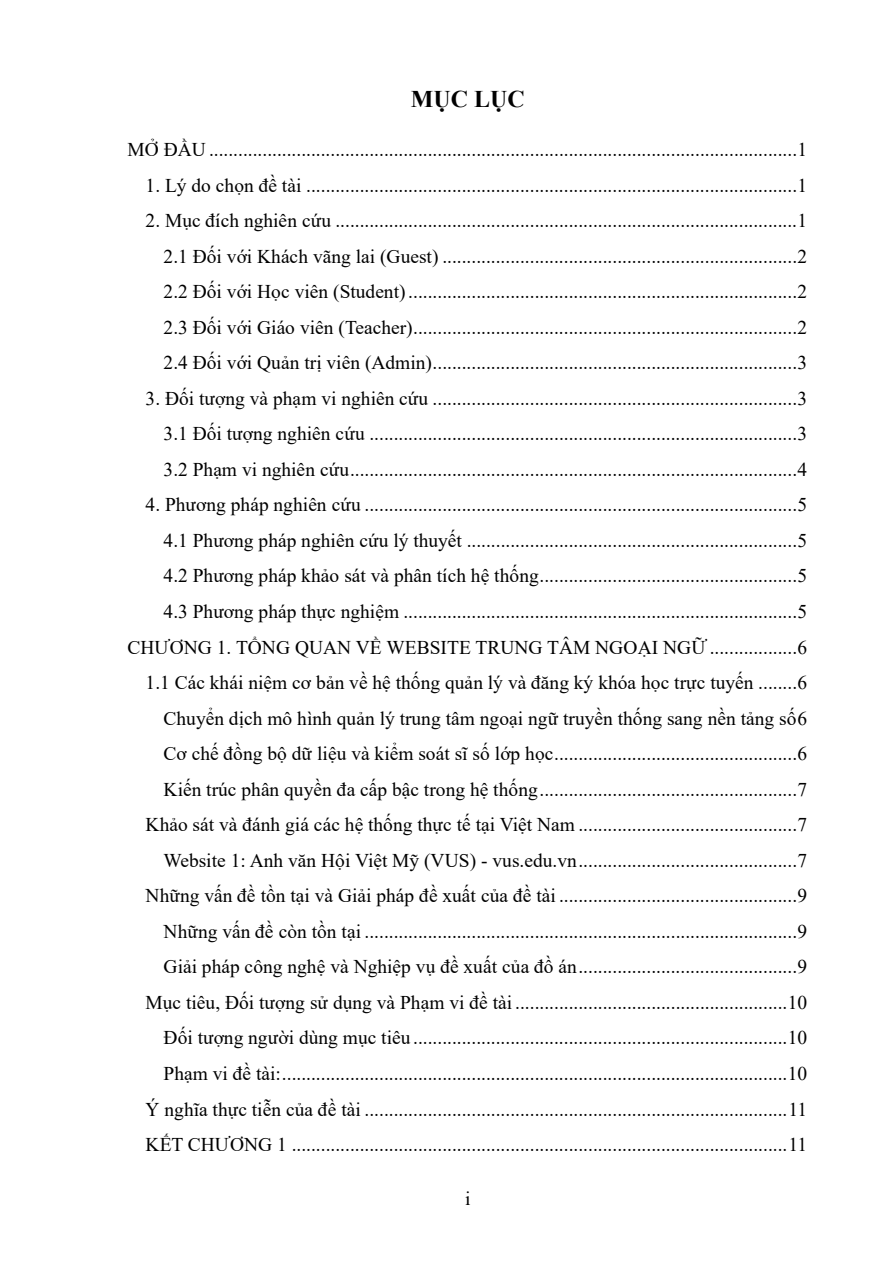 MỤC LỤC
MỞ ĐẦU ...........................................................................................................................1
1. Lý do chọn đề tài .......................................................................................................1
2. Mục đích nghiên cứu .................................................................................................1
2.1 Đối với Khách vãng lai (Guest) ..........................................................................2
2.2 Đối với Học viên (Student) .................................................................................2
2.3 Đối với Giáo viên (Teacher)................................................................................2
2.4 Đối với Quản trị viên (Admin)............................................................................3
3. Đối tượng và phạm vi nghiên cứu ............................................................................3
3.1 Đối tượng nghiên cứu .........................................................................................3
3.2 Phạm vi nghiên cứu.............................................................................................4
4. Phương pháp nghiên cứu ..........................................................................................5
4.1 Phương pháp nghiên cứu lý thuyết .....................................................................5
4.2 Phương pháp khảo sát và phân tích hệ thống......................................................5
4.3 Phương pháp thực nghiệm ..................................................................................5
CHƯƠNG 1. TỔNG QUAN VỀ WEBSITE TRUNG TÂM NGOẠI NGỮ ..................6
1.1 Các khái niệm cơ bản về hệ thống quản lý và đăng ký khóa học trực tuyến ........6
Chuyển dịch mô hình quản lý trung tâm ngoại ngữ truyền thống sang nền tảng số6
Cơ chế đồng bộ dữ liệu và kiểm soát sĩ số lớp học...................................................6
Kiến trúc phân quyền đa cấp bậc trong hệ thống......................................................7
Khảo sát và đánh giá các hệ thống thực tế tại Việt Nam .............................................7
Website 1: Anh văn Hội Việt Mỹ (VUS) - vus.edu.vn..............................................7
Những vấn đề tồn tại và Giải pháp đề xuất của đề tài .................................................9
Những vấn đề còn tồn tại ..........................................................................................9
Giải pháp công nghệ và Nghiệp vụ đề xuất của đồ án..............................................9
Mục tiêu, Đối tượng sử dụng và Phạm vi đề tài ........................................................10
Đối tượng người dùng mục tiêu ..............................................................................10
Phạm vi đề tài:.........................................................................................................10
Ý nghĩa thực tiễn của đề tài .......................................................................................11
KẾT CHƯƠNG 1 ......................................................................................................11
i